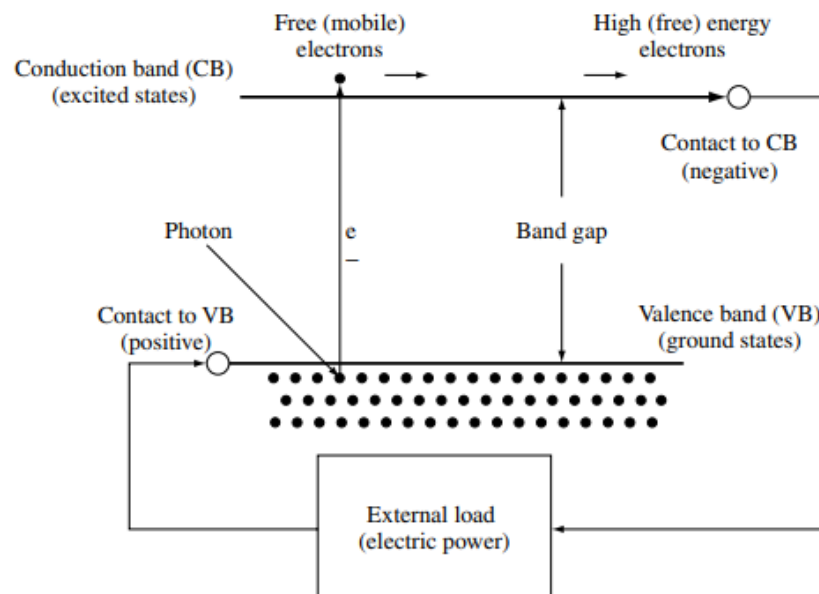 Free (mobile)
electrons
High (free) energy
electrons
Conduction band (CB)
(excited states)
Contact to CB
(negative)
Photon
e
–
Band gap
Contact to VB
(positive)
Valence band (VB)
(ground states)
External load
(electric power)